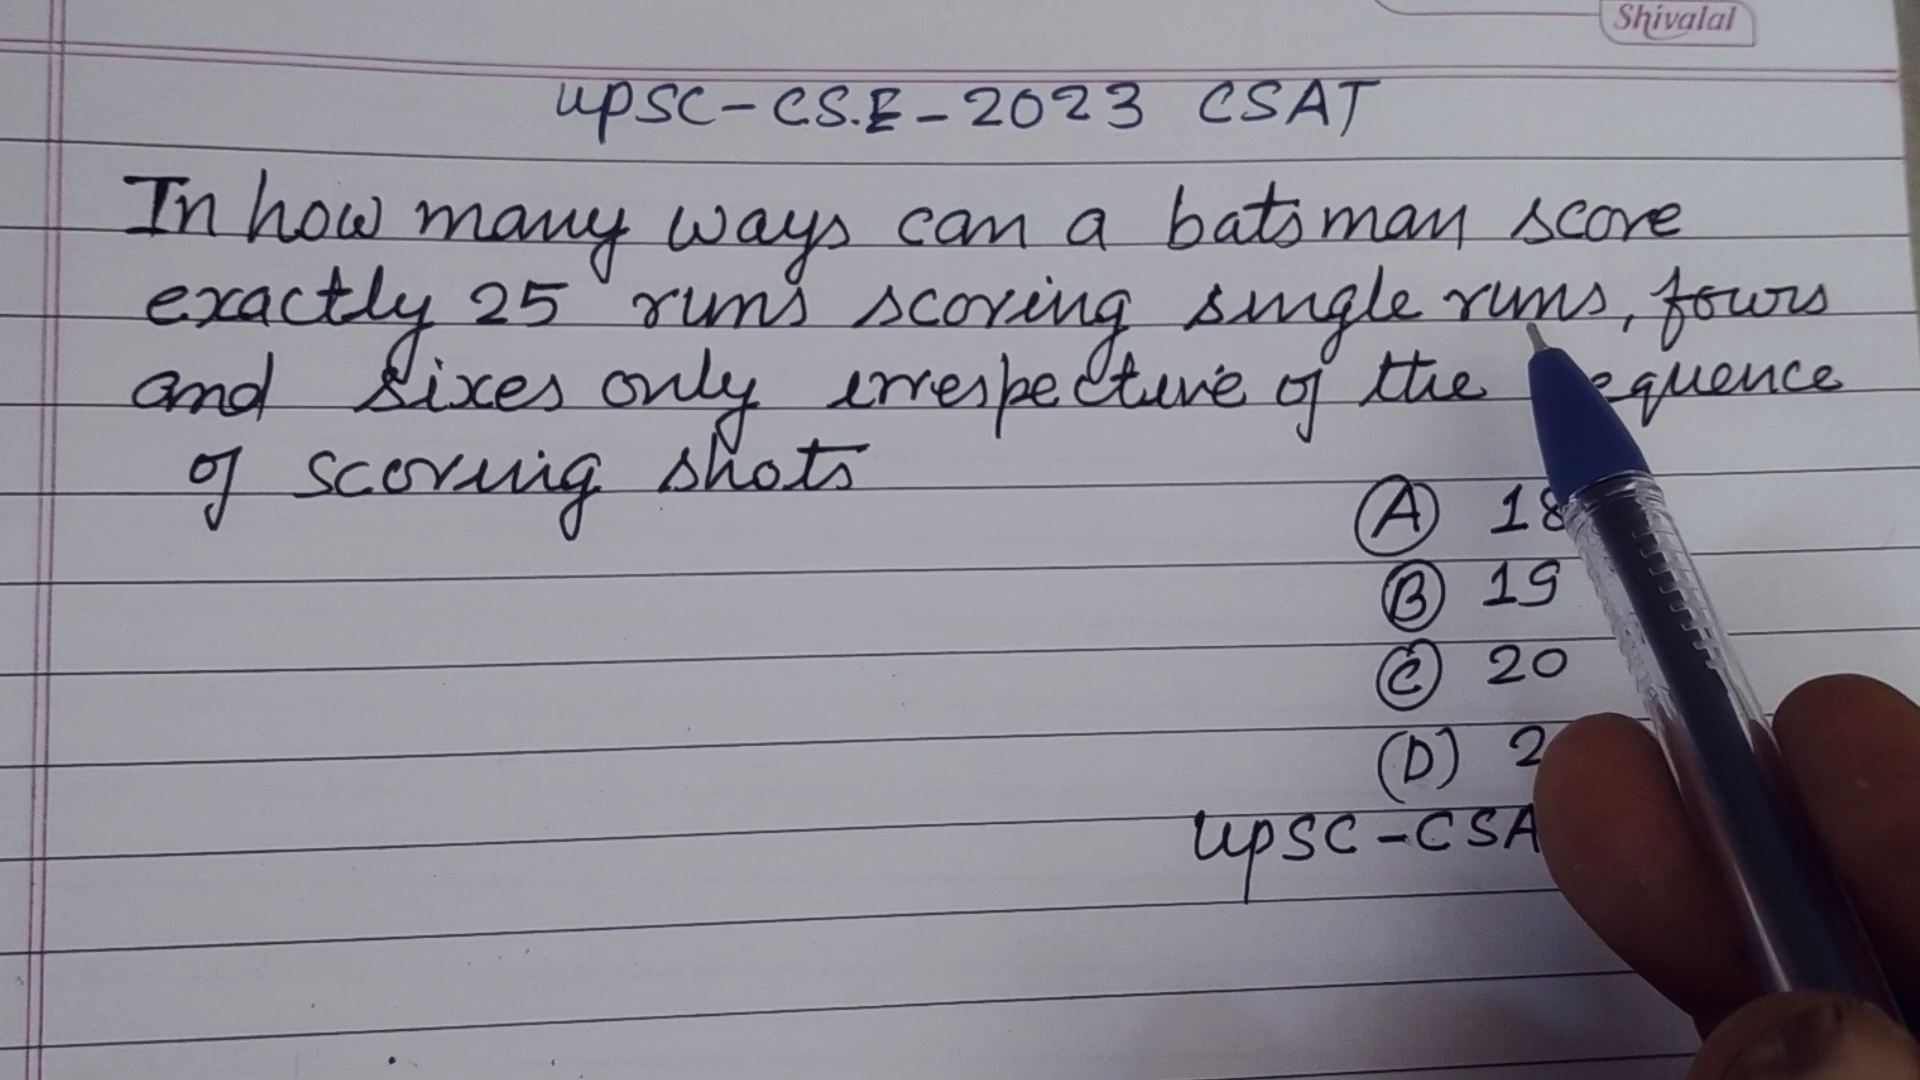 Shivalal
UPSC-CS.E-2023 CSAT
In how many ways can a batsman score
exactly 25 runs scoring single runs, fours
and sixes only irrespective of the
of scoring shots
(A) 18
(B) 19
(C) 20
(D) 2
UPSC-CSA